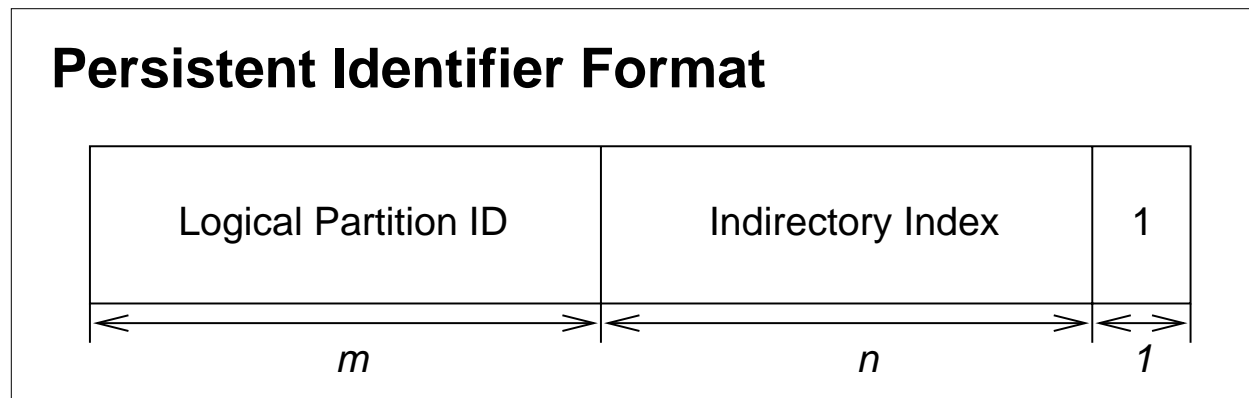 Persistent Identifier Format
Logical Partition ID Indirectory Index 1
m n 1